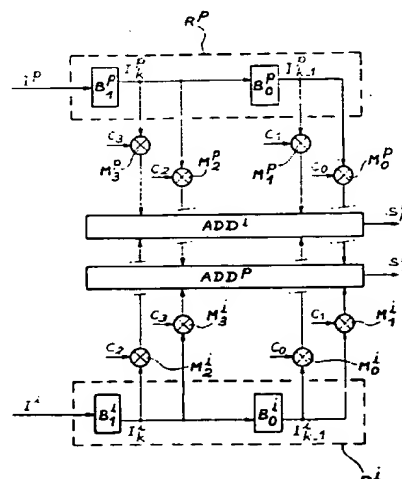 R^p
I^p B_1^p I_k^p B_0^p I_{k-1}^p
C_3 C_1
M_3^p C_2 M_2^p M_1^p C_0 M_0^p
ADD^i
ADD^p
C_3 M_3^i C_1 M_1^i
C_2 M_2^i C_0 M_0^i
I^i B_1^i I_k^i B_0^i I_{k-1}^i